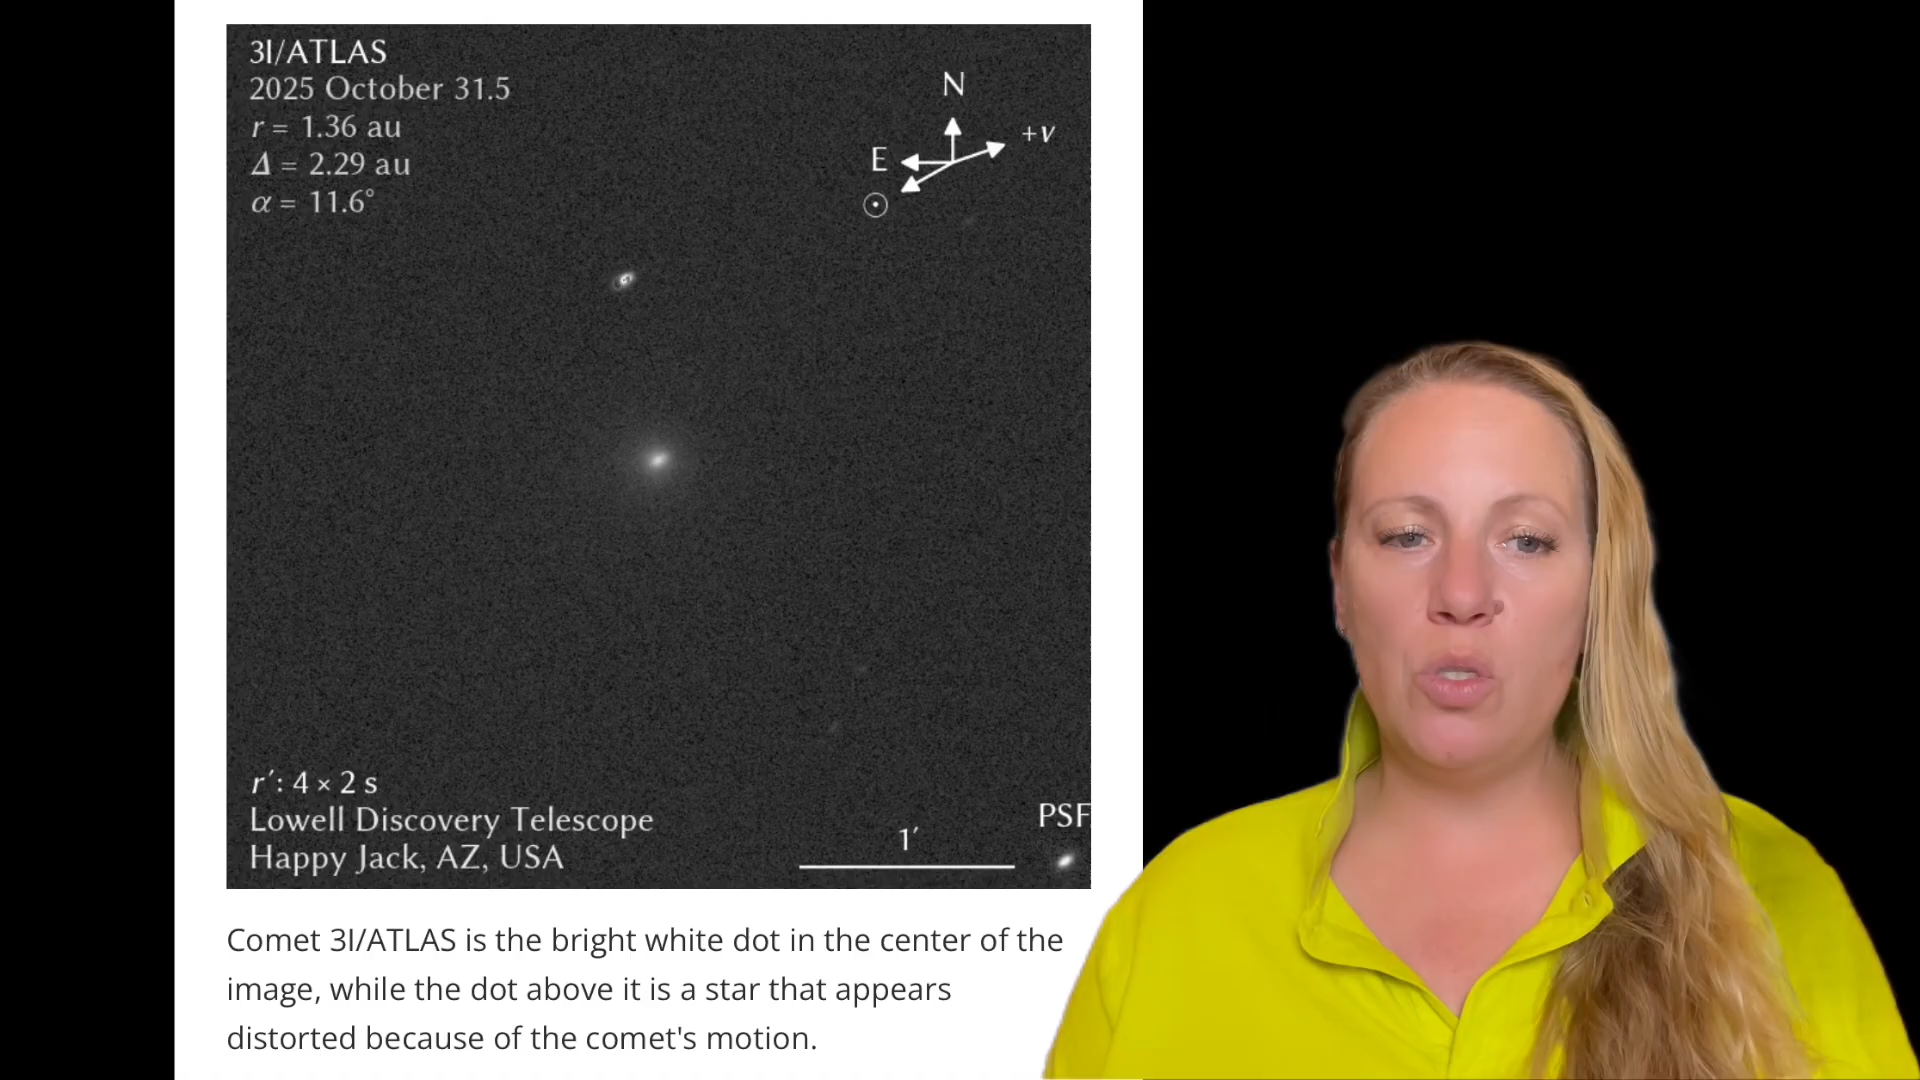 3I/ATLAS
2025 October 31.5
r = 1.36 au
Δ = 2.29 au
α = 11.6°
N
+v
E
r′: 4 × 2 s
Lowell Discovery Telescope
Happy Jack, AZ, USA
1′
PSF
Comet 3I/ATLAS is the bright white dot in the center of the
image, while the dot above it is a star that appears
distorted because of the comet's motion.